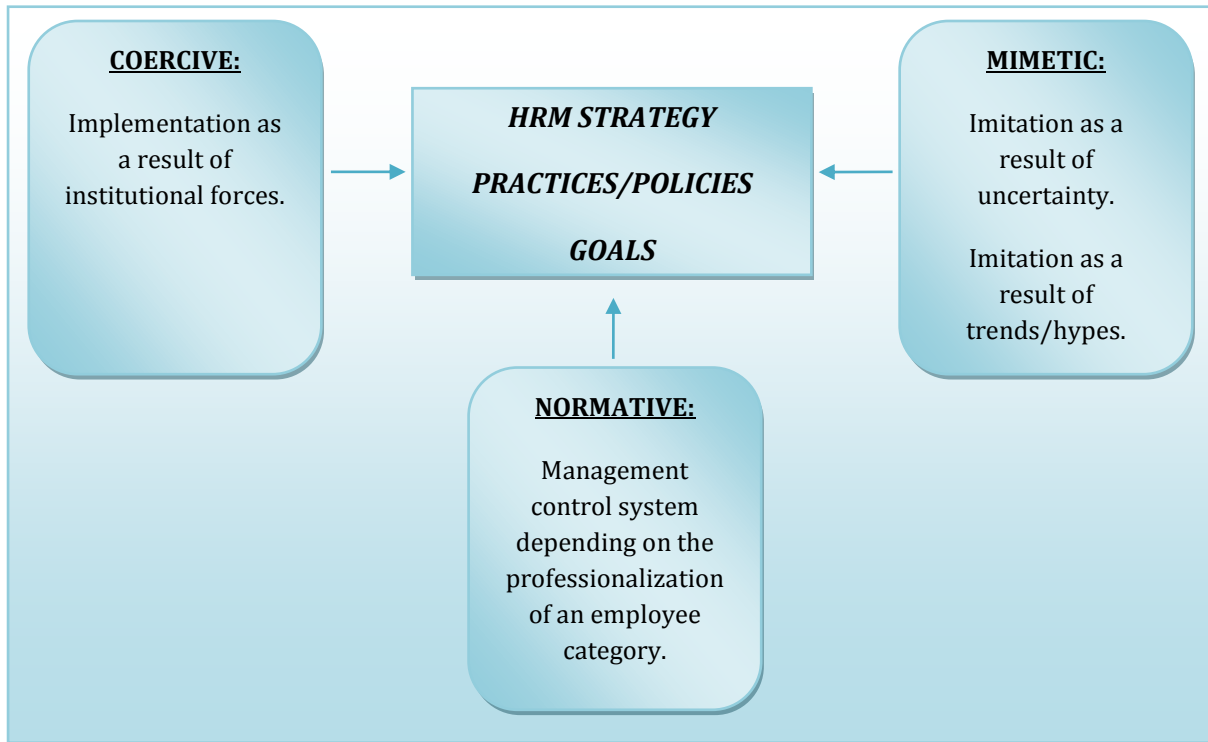 COERCIVE:
Implementation as
a result of
institutional forces.
HRM STRATEGY
PRACTICES/POLICIES
GOALS
MIMETIC:
Imitation as a
result of
uncertainty.
Imitation as a
result of
trends/hypes.
NORMATIVE:
Management
control system
depending on the
professionalization
of an employee
category.